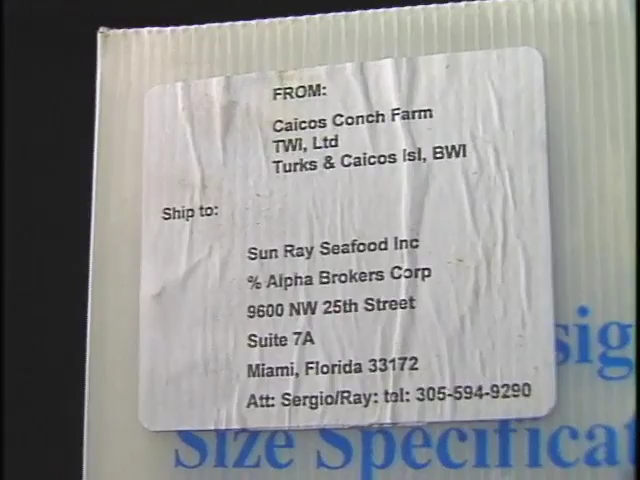 FROM:
Caicos Conch Farm
TWI, Ltd
Turks & Caicos Isl, BWI
Ship to:
Sun Ray Seafood Inc
% Alpha Brokers Corp
9600 NW 25th Street
Suite 7A
Miami, Florida 33172
Att: Sergio/Ray: tel: 305-594-9290
Size